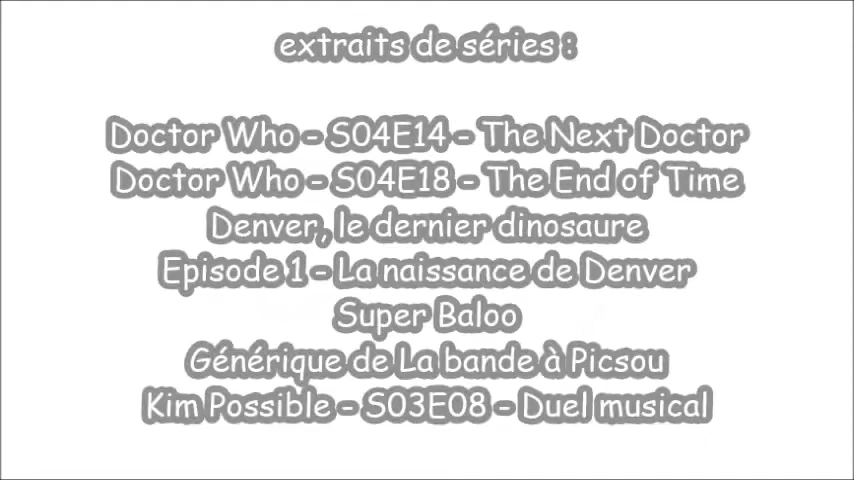 extraits de séries :
Doctor Who - S04E14 - The Next Doctor
Doctor Who - S04E18 - The End of Time
Denver, le dernier dinosaure
Episode 1 - La naissance de Denver
Super Baloo
Générique de La bande à Picsou
Kim Possible - S03E08 - Duel musical